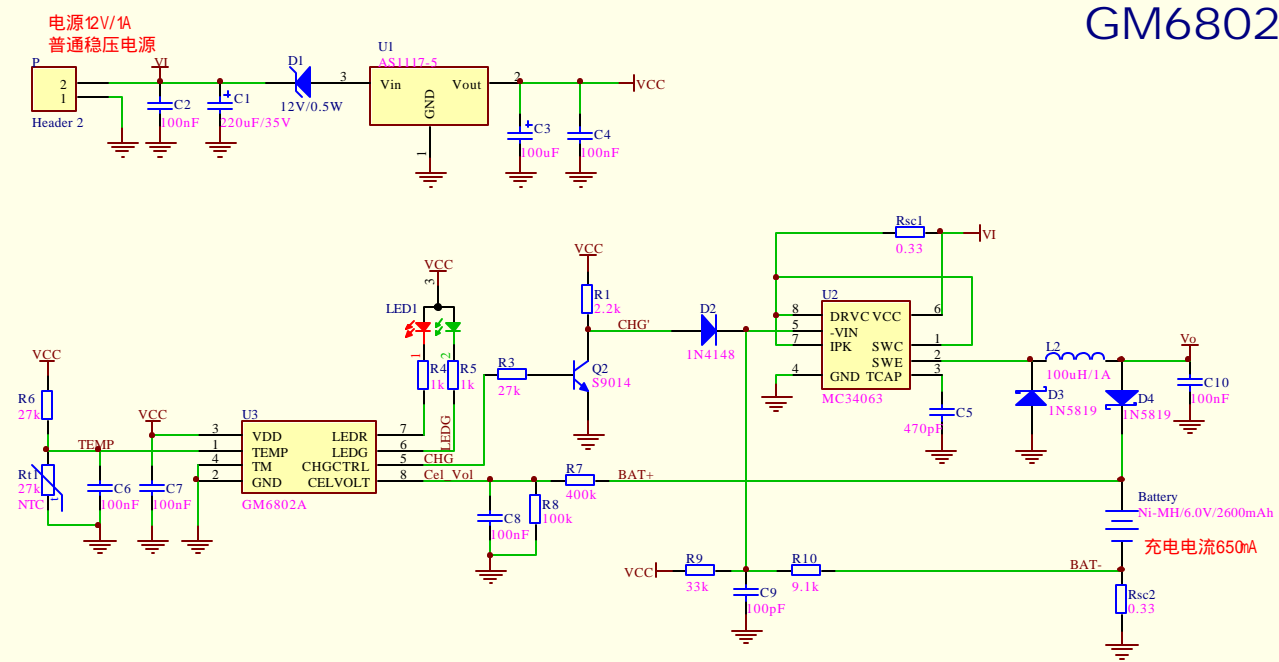 GM6802
电源12V/1A
普通稳压电源
P
2
1
Header 2
VI
C2
100nF
C1
220uF/35V
D1
12V/0.5W
U1
AS1117-5
3
Vin
Vout
2
GND
1
VCC
C3
100uF
C4
100nF
VCC
R6
27k
TEMP
Rt1
27k
NTC
C6
100nF
VCC
C7
100nF
U3
3
VDD
LEDR
7
1
TEMP
LEDG
6
4
TM
CHGCTRL
5
2
GND
CELVOLT
8
GM6802A
VCC
3
LED1
1
2
R4
1k
R5
1k
LEDG
CHG
Cel_Vol
R3
27k
VCC
R1
2.2k
CHG'
Q2
S9014
D2
1N4148
C8
100nF
R8
100k
R7
400k
BAT+
Rsc1
0.33
VI
U2
8
DRVC
VCC
6
5
-VIN
7
IPK
SWC
1
SWE
2
4
GND
TCAP
3
MC34063
C5
470pF
L2
100uH/1A
D3
1N5819
D4
1N5819
Vo
C10
100nF
Battery
Ni-MH/6.0V/2600mAh
充电电流650mA
VCC
R9
33k
R10
9.1k
BAT-
C9
100pF
Rsc2
0.33